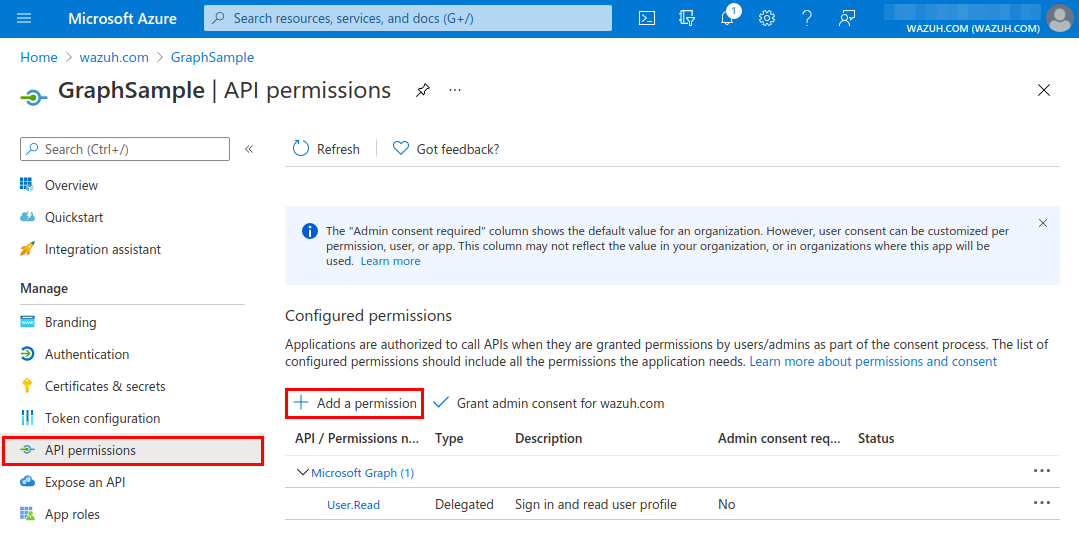 Microsoft Azure
Search resources, services, and docs (G+/)
1
WAZUH.COM (WAZUH.COM)
Home > wazuh.com > GraphSample
GraphSample | API permissions
Search (Ctrl+/)
Refresh
Got feedback?
Overview
Quickstart
Integration assistant
Manage
Branding
Authentication
Certificates & secrets
Token configuration
API permissions
Expose an API
App roles
The "Admin consent required" column shows the default value for an organization. However, user consent can be customized per
permission, user, or app. This column may not reflect the value in your organization, or in organizations where this app will be
used. Learn more
Configured permissions
Applications are authorized to call APIs when they are granted permissions by users/admins as part of the consent process. The list of
configured permissions should include all the permissions the application needs. Learn more about permissions and consent
Add a permission
Grant admin consent for wazuh.com
API / Permissions n... Type Description Admin consent req... Status
Microsoft Graph (1)
User.Read Delegated Sign in and read user profile No